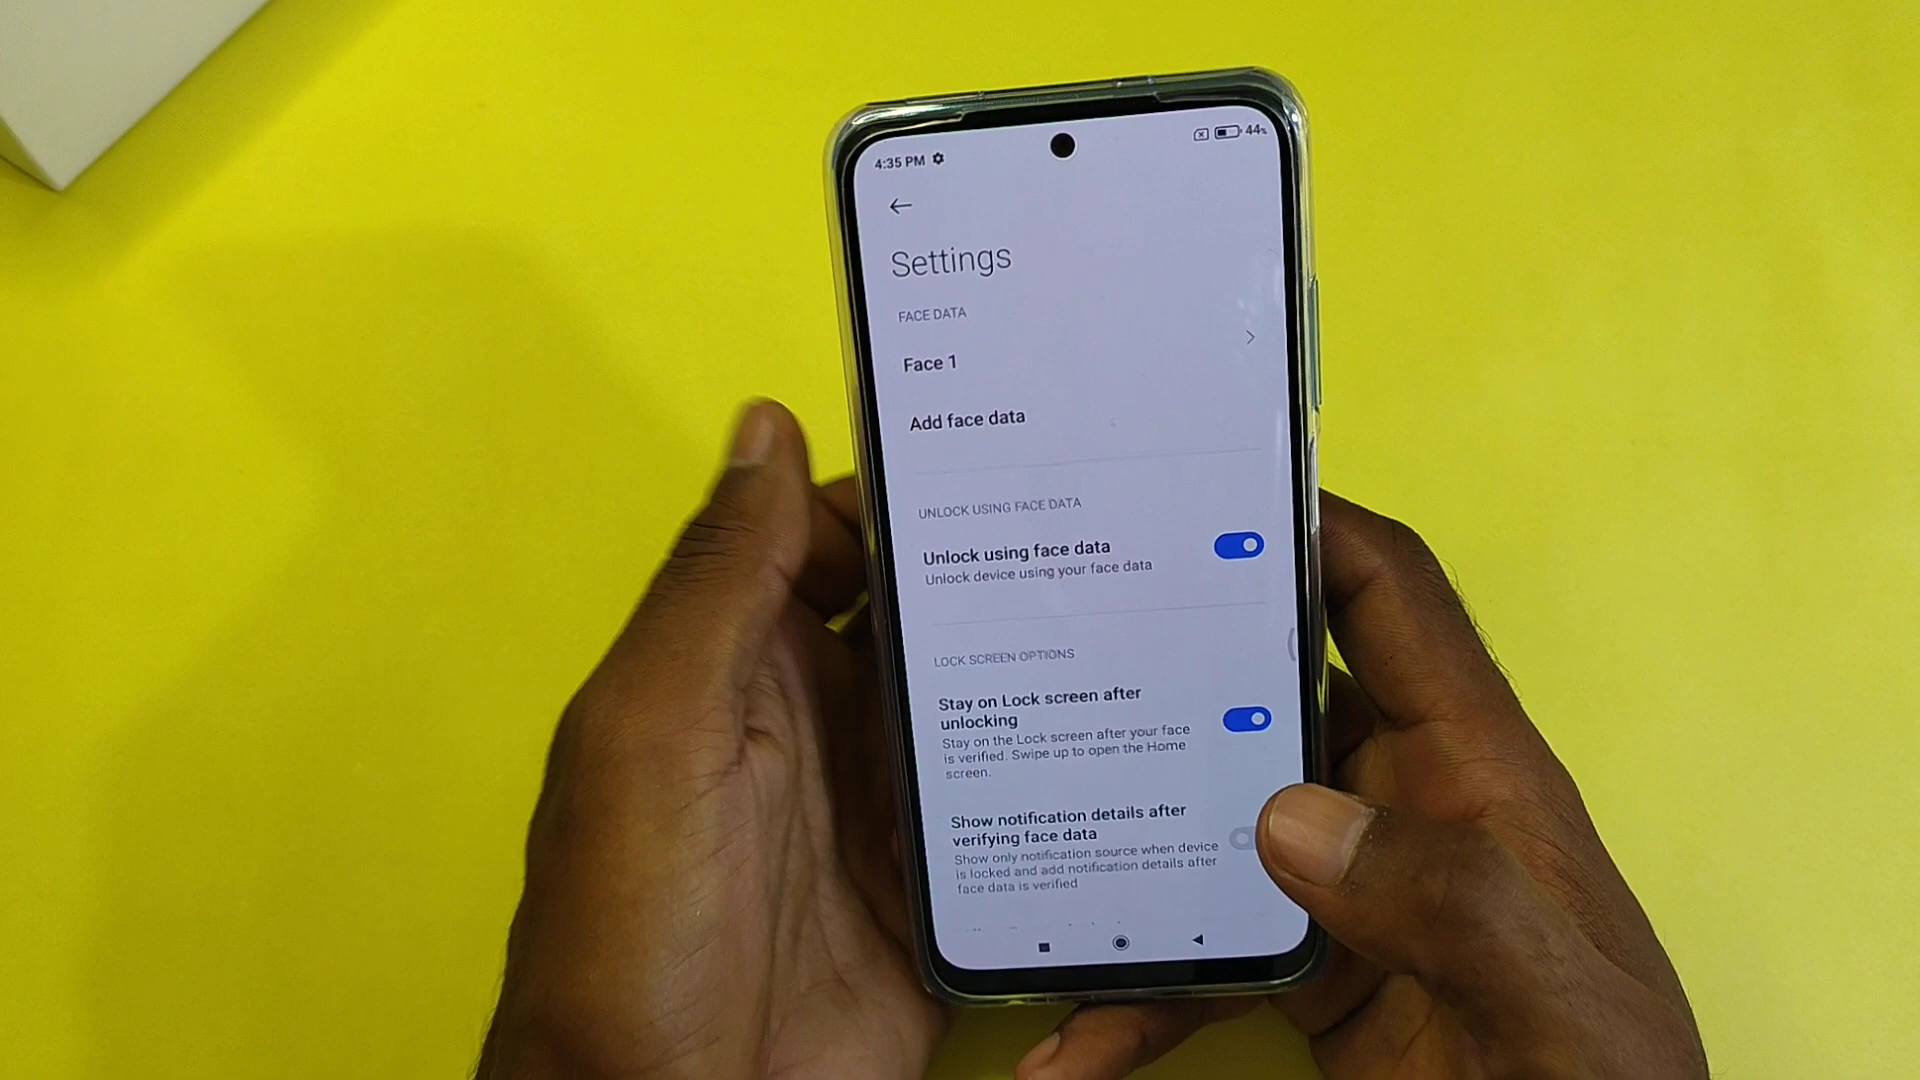 4:35 PM
44%
Settings
FACE DATA
Face 1
Add face data
UNLOCK USING FACE DATA
Unlock using face data
Unlock device using your face data
LOCK SCREEN OPTIONS
Stay on Lock screen after
unlocking
Stay on the Lock screen after your face
is verified. Swipe up to open the Home
screen.
Show notification details after
verifying face data
Show only notification source when device
is locked and add notification details after
face data is verified